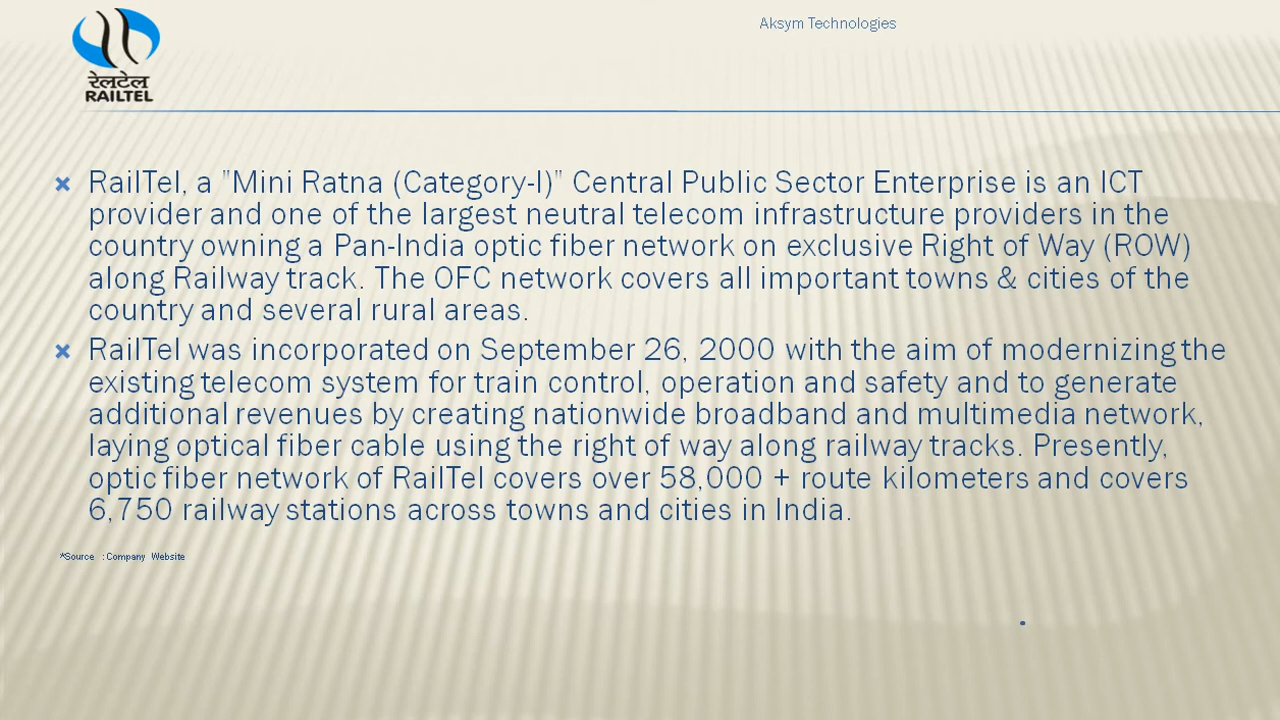 Aksym Technologies
रेलटेल
RAILTEL
RailTel, a "Mini Ratna (Category-I)" Central Public Sector Enterprise is an ICT
provider and one of the largest neutral telecom infrastructure providers in the
country owning a Pan-India optic fiber network on exclusive Right of Way (ROW)
along Railway track. The OFC network covers all important towns & cities of the
country and several rural areas.
RailTel was incorporated on September 26, 2000 with the aim of modernizing the
existing telecom system for train control, operation and safety and to generate
additional revenues by creating nationwide broadband and multimedia network,
laying optical fiber cable using the right of way along railway tracks. Presently,
optic fiber network of RailTel covers over 58,000 + route kilometers and covers
6,750 railway stations across towns and cities in India.
*Source : Company Website
.